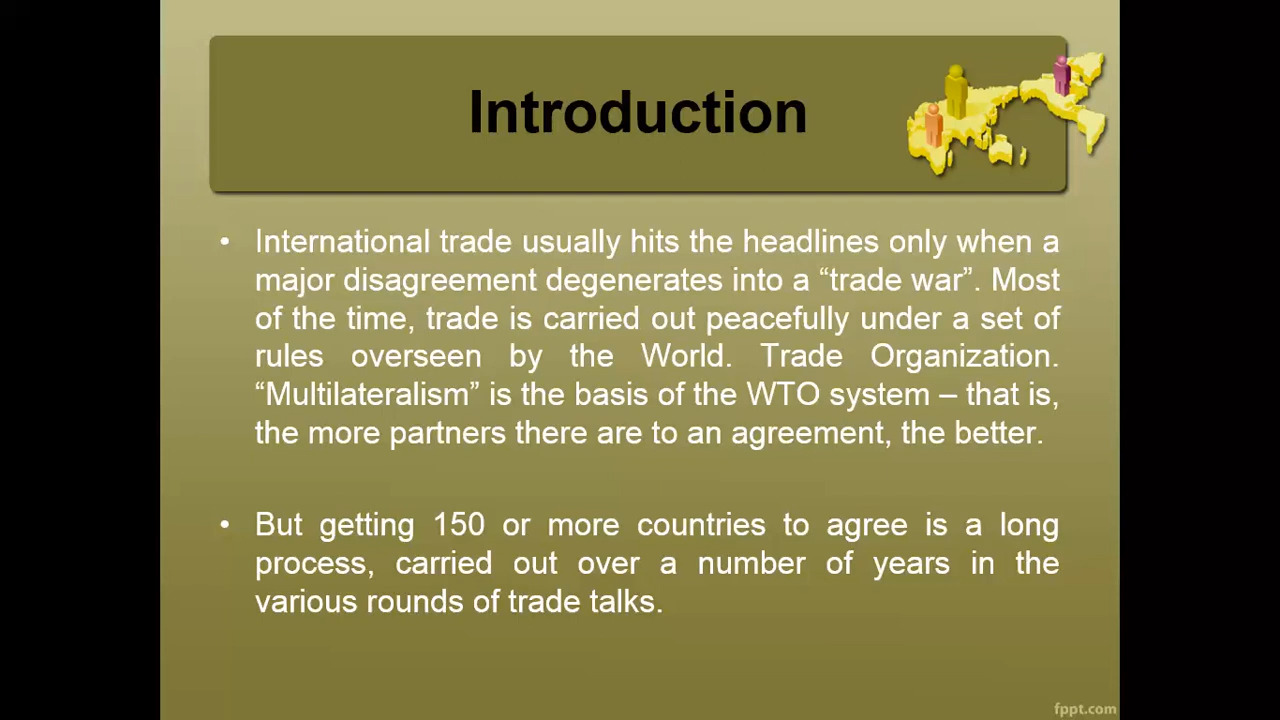 Introduction
• International trade usually hits the headlines only when a
major disagreement degenerates into a “trade war”. Most
of the time, trade is carried out peacefully under a set of
rules overseen by the World. Trade Organization.
“Multilateralism” is the basis of the WTO system – that is,
the more partners there are to an agreement, the better.
• But getting 150 or more countries to agree is a long
process, carried out over a number of years in the
various rounds of trade talks.
fppt.com